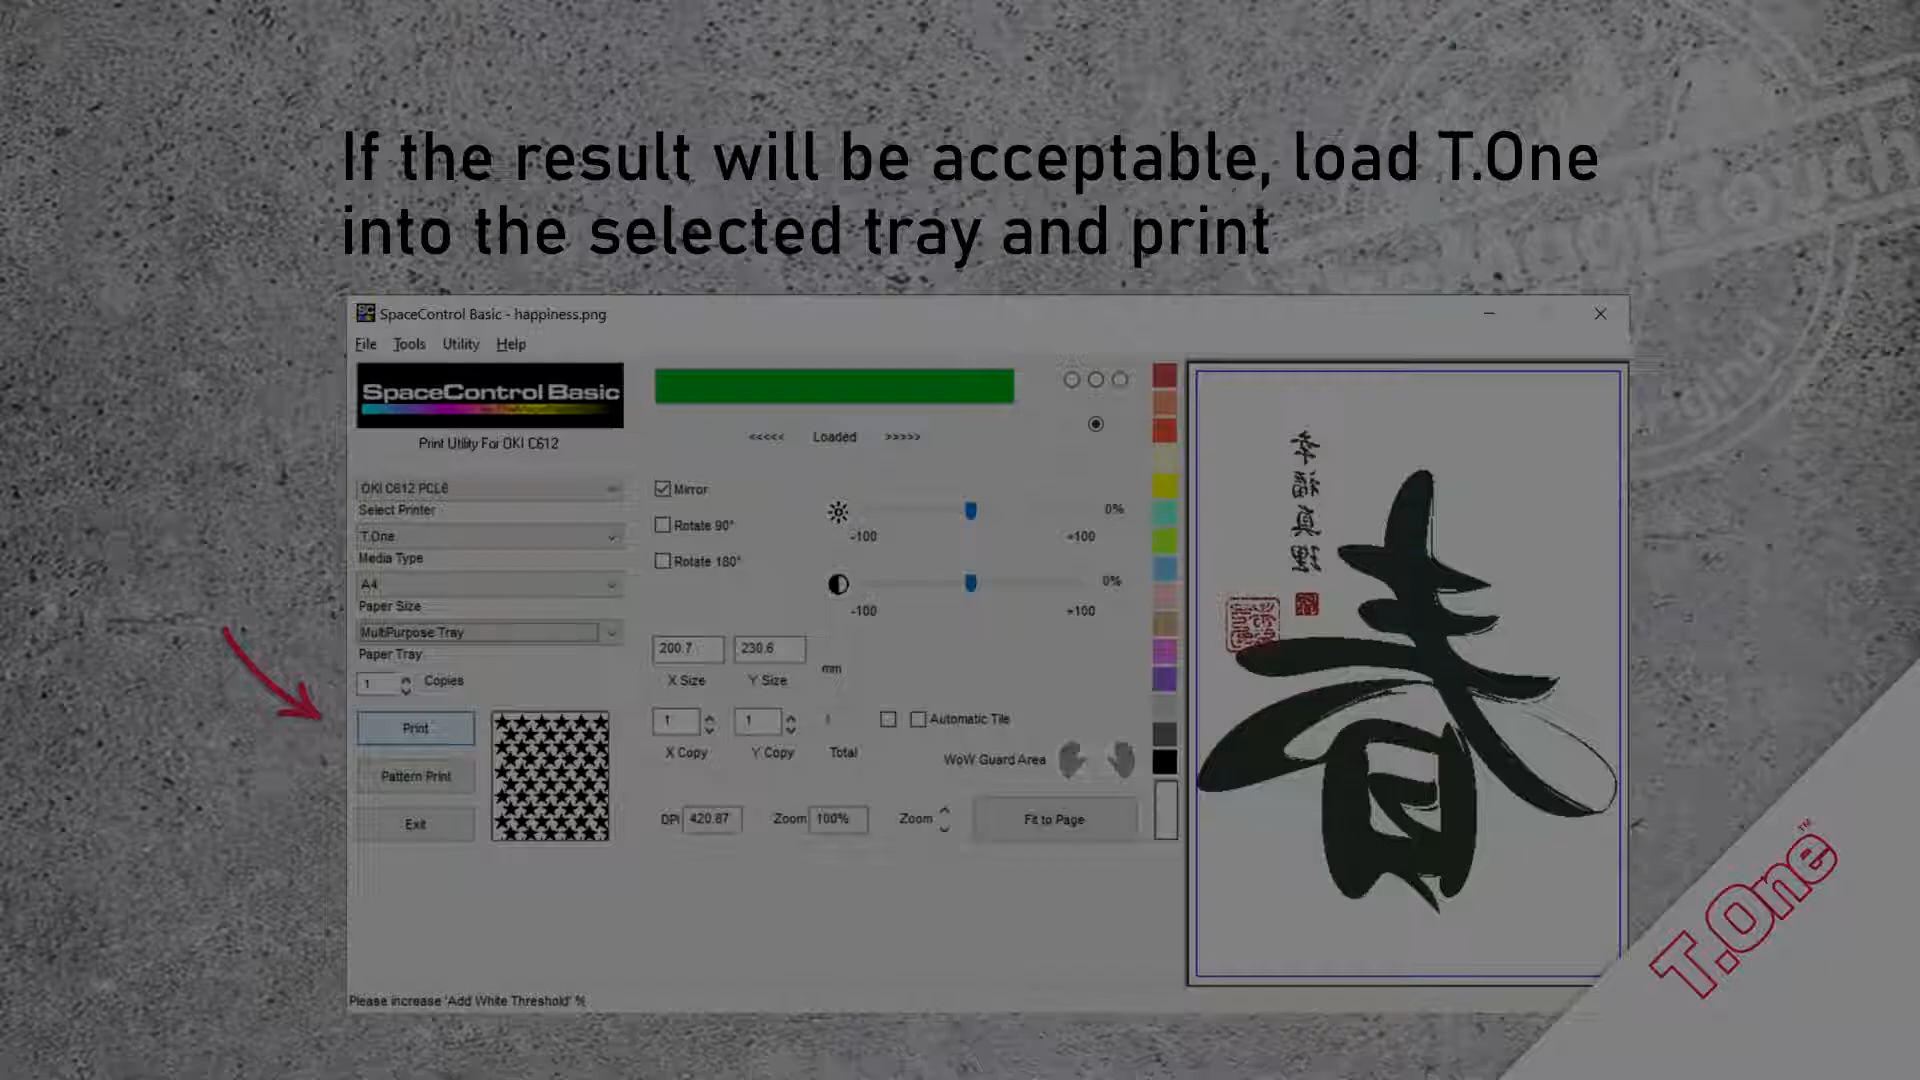 If the result will be acceptable, load T.One
into the selected tray and print
SpaceControl Basic - happiness.png
File Tools Utility Help
SpaceControl Basic
Print Utility For OKI C612
<<<<< Loaded >>>>>
OKI C612 PCL6
Select Printer
T.One
Media Type
A4
Paper Size
MultiPurpose Tray
Paper Tray
1 Copies
Print
Pattern Print
Exit
Mirror
Rotate 90°
Rotate 180°
0%
-100 +100
0%
-100 +100
200.7 230.6 mm
X Size Y Size
1 1 Automatic Tile
X Copy Y Copy Total
WoW Guard Area
DPI 420.87 Zoom 100% Zoom Fit to Page
春
Please increase 'Add White Threshold' %
T.One™